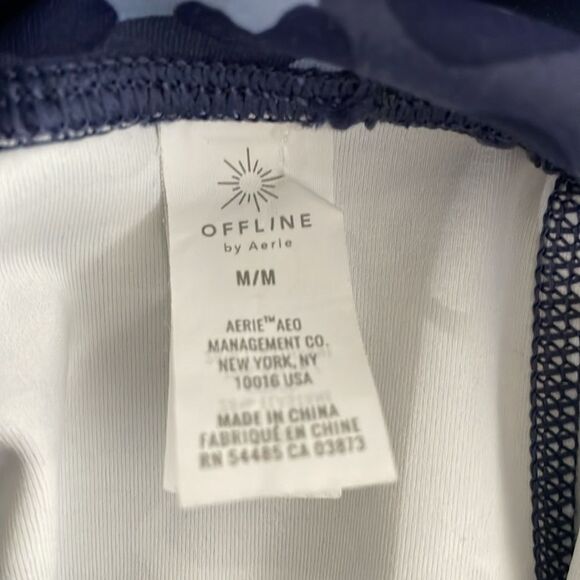 OFFLINE
by Aerie
M/M
AERIE™ AEO
MANAGEMENT CO.
NEW YORK, NY
10016 USA
MADE IN CHINA
FABRIQUÉ EN CHINE
RN 54485 CA 03873